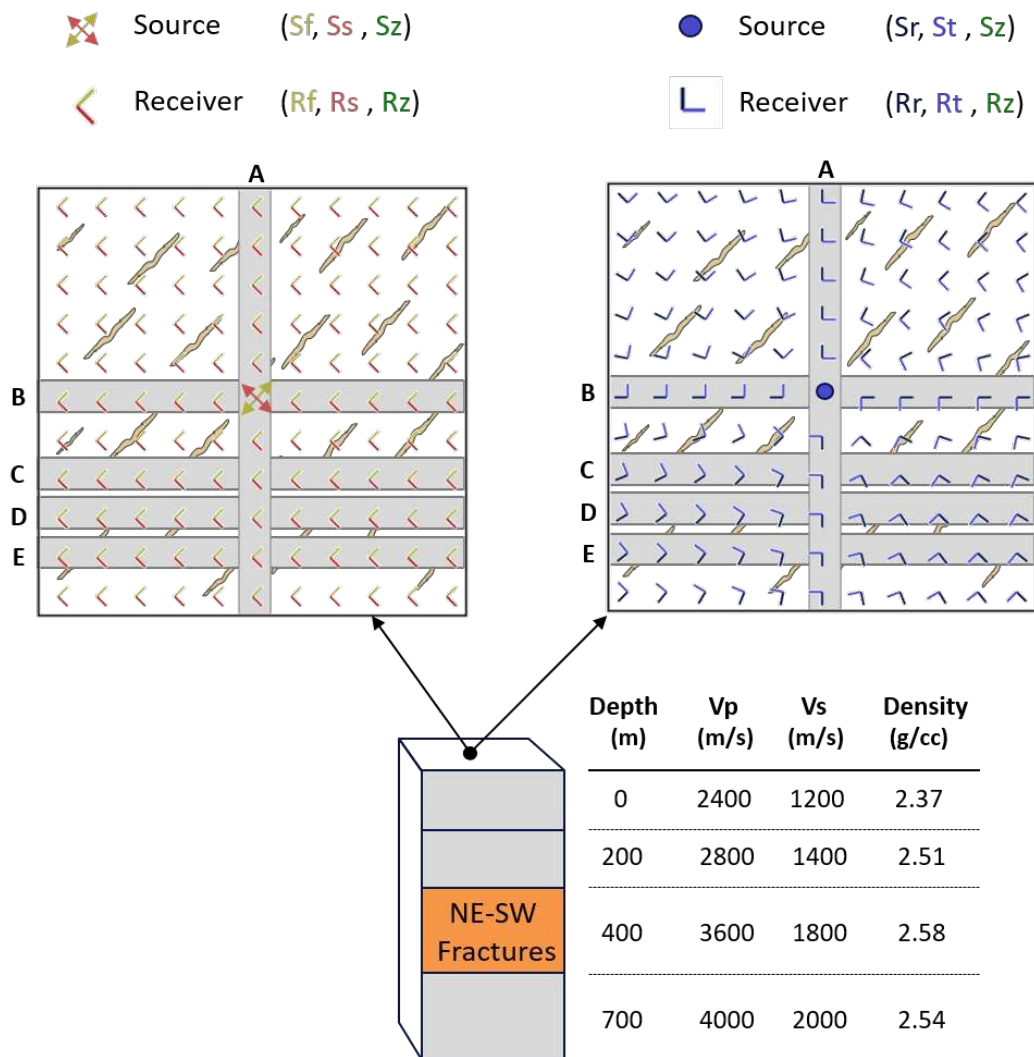 Source (Sf, Ss , Sz)
Receiver (Rf, Rs , Rz)
Source (Sr, St , Sz)
Receiver (Rr, Rt , Rz)
A
B
C
D
E
A
B
C
D
E
NE-SW
Fractures
Depth Vp Vs Density
(m) (m/s) (m/s) (g/cc)
0 2400 1200 2.37
200 2800 1400 2.51
400 3600 1800 2.58
700 4000 2000 2.54